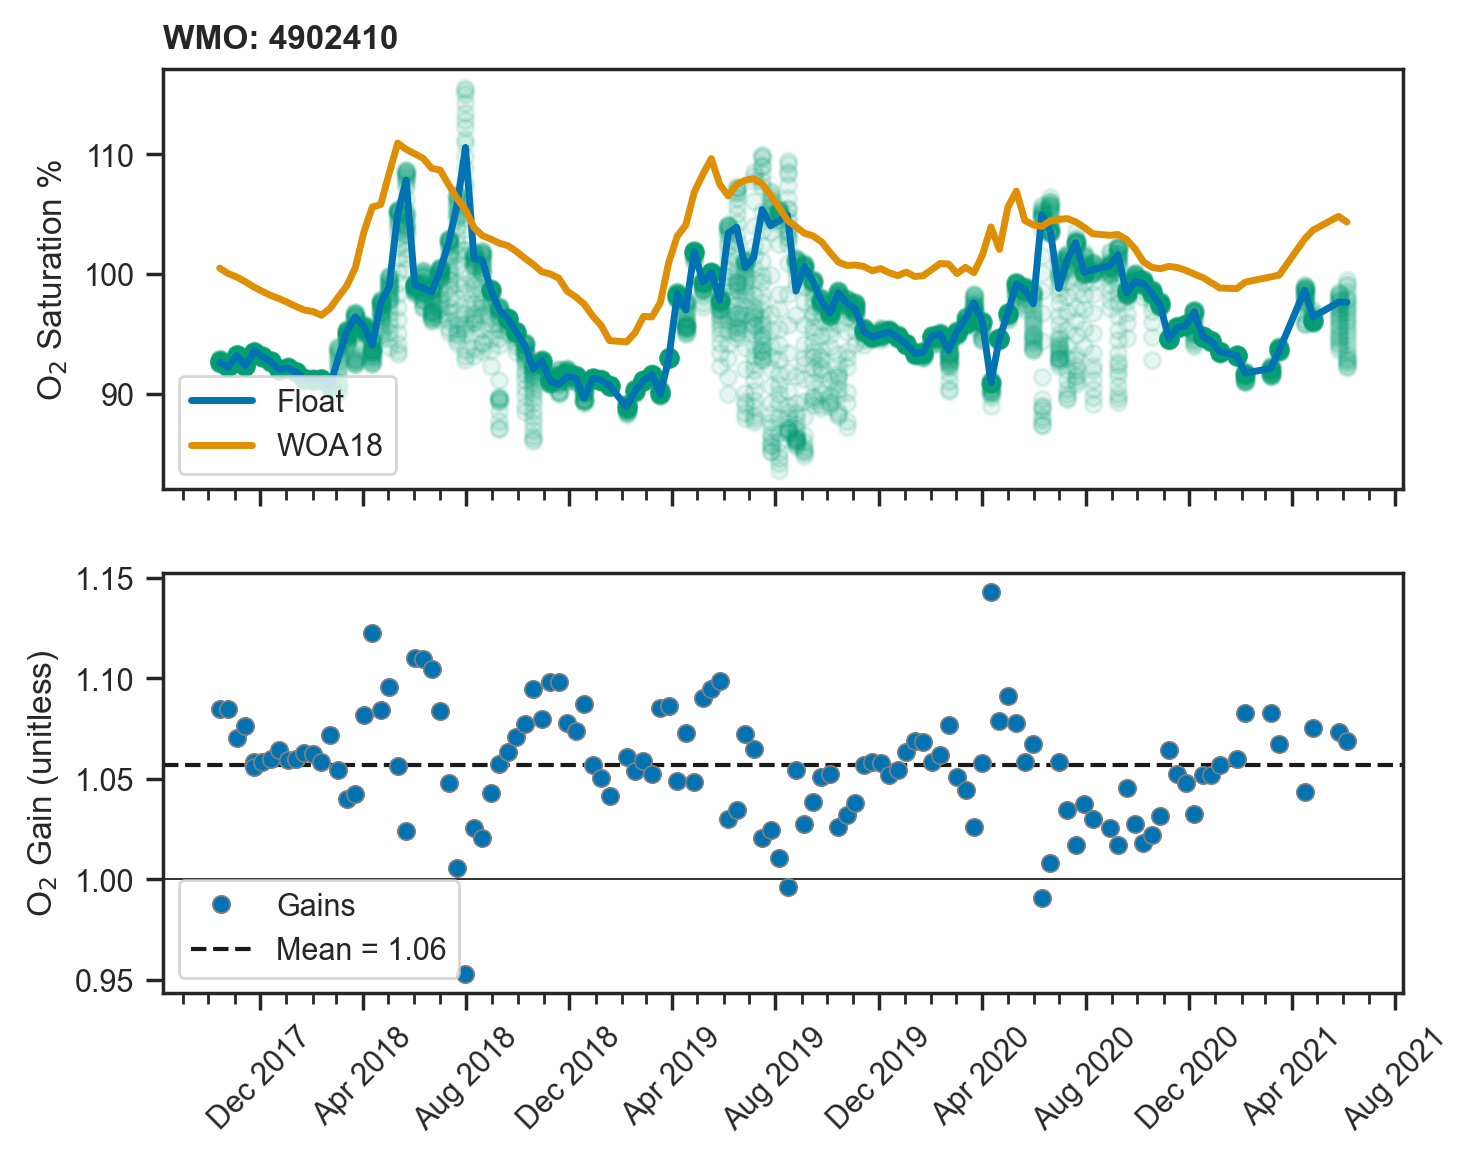 WMO: 4902410
O₂ Saturation %
110
100
90
Float
WOA18
O₂ Gain (unitless)
1.15
1.10
1.05
1.00
0.95
Gains
Mean = 1.06
Dec 2017
Apr 2018
Aug 2018
Dec 2018
Apr 2019
Aug 2019
Dec 2019
Apr 2020
Aug 2020
Dec 2020
Apr 2021
Aug 2021